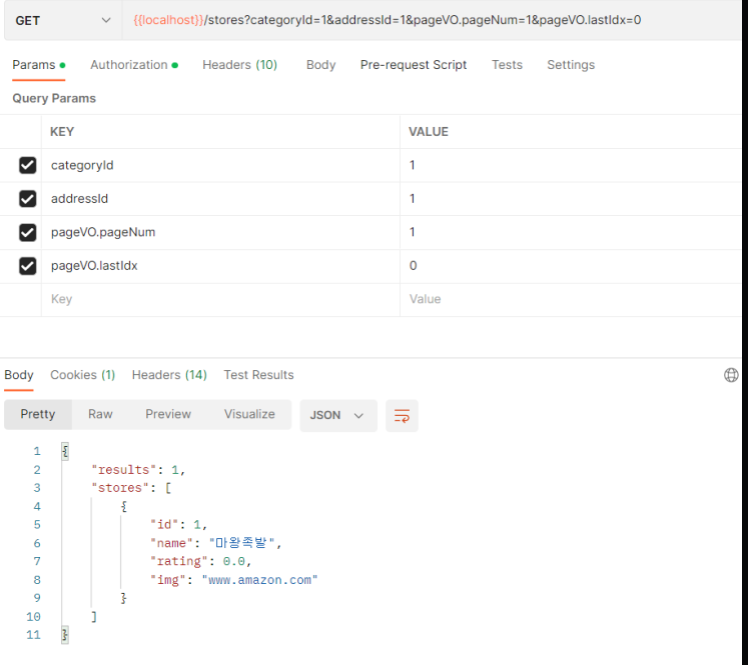 GET {{localhost}}/stores?categoryId=1&addressId=1&pageVO.pageNum=1&pageVO.lastIdx=0
Params Authorization Headers (10) Body Pre-request Script Tests Settings
Query Params
KEY VALUE
categoryId 1
addressId 1
pageVO.pageNum 1
pageVO.lastIdx 0
Key Value
Body Cookies (1) Headers (14) Test Results
Pretty Raw Preview Visualize JSON
1 {
2 "results": 1,
3 "stores": [
4 {
5 "id": 1,
6 "name": "마왕족발",
7 "rating": 0.0,
8 "img": "www.amazon.com"
9 }
10 ]
11 }